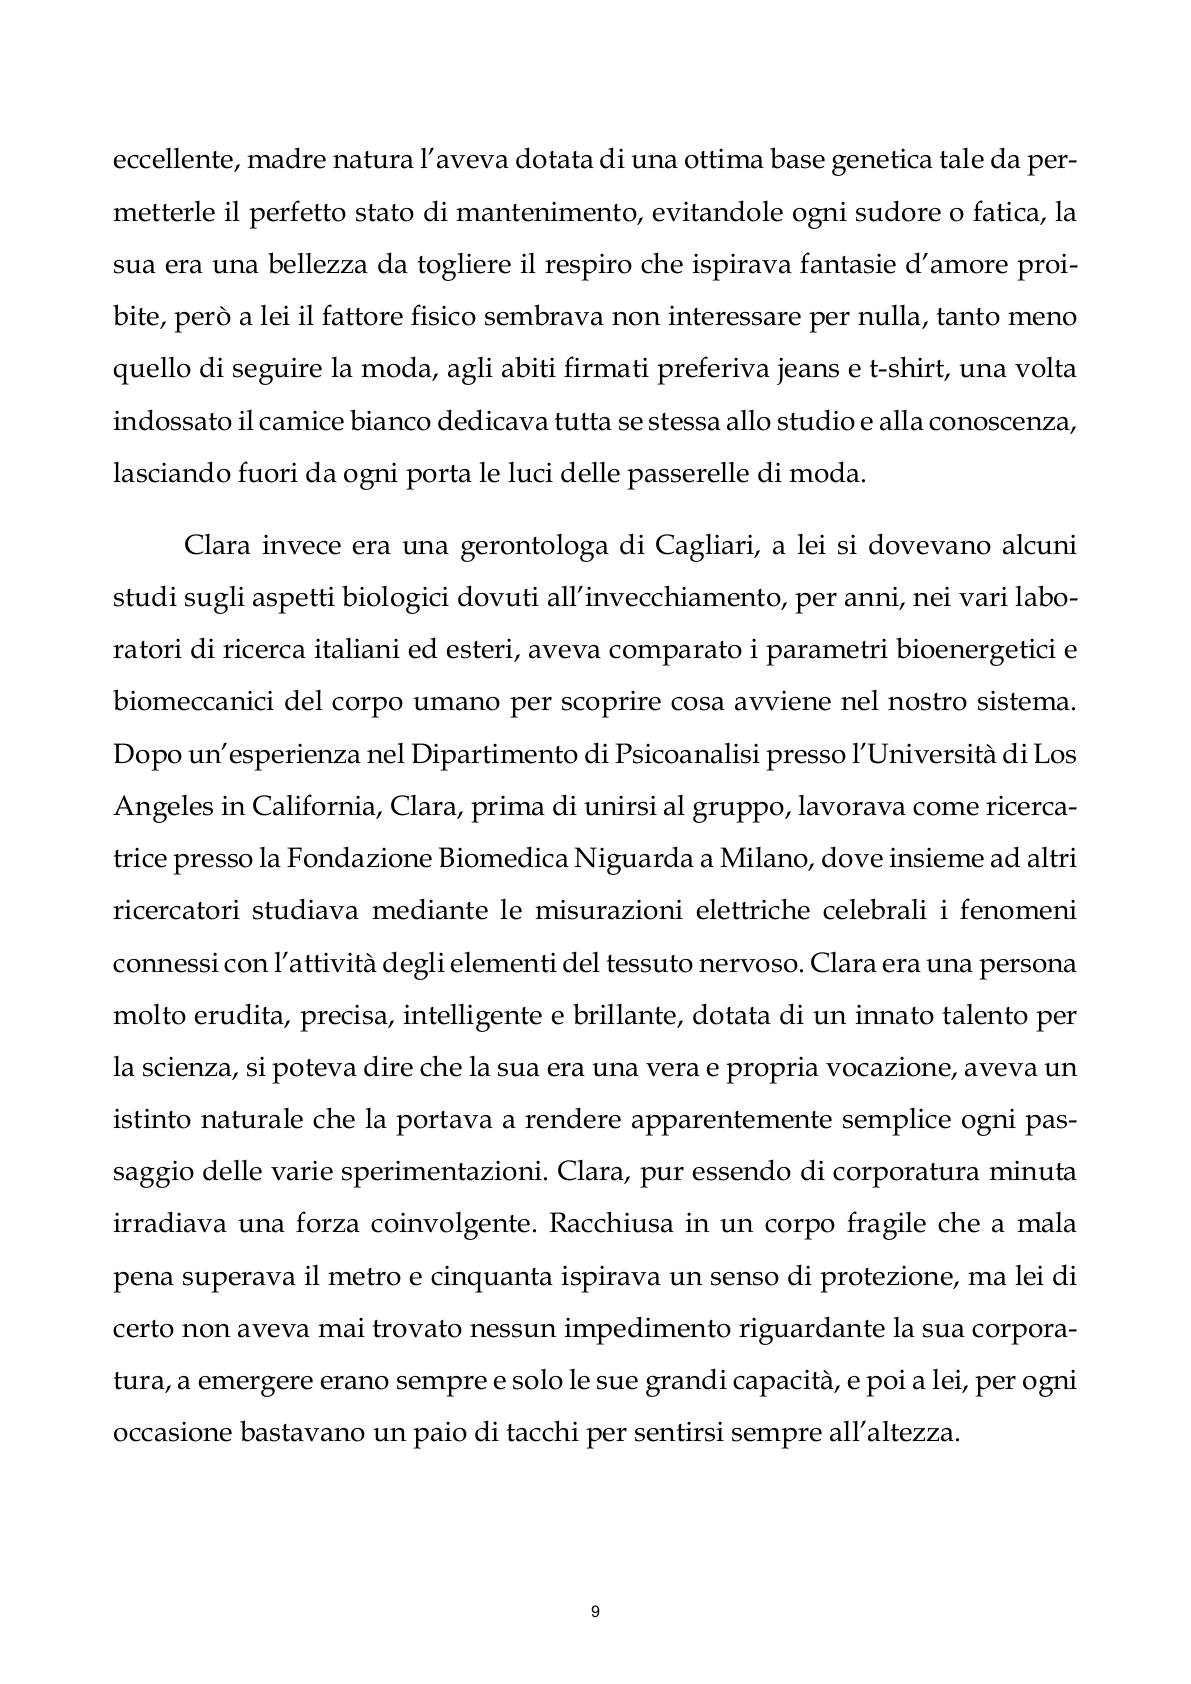 eccellente, madre natura l’aveva dotata di una ottima base genetica tale da per-
metterle il perfetto stato di mantenimento, evitandole ogni sudore o fatica, la
sua era una bellezza da togliere il respiro che ispirava fantasie d’amore proi-
bite, però a lei il fattore fisico sembrava non interessare per nulla, tanto meno
quello di seguire la moda, agli abiti firmati preferiva jeans e t-shirt, una volta
indossato il camice bianco dedicava tutta se stessa allo studio e alla conoscenza,
lasciando fuori da ogni porta le luci delle passerelle di moda.
Clara invece era una gerontologa di Cagliari, a lei si dovevano alcuni
studi sugli aspetti biologici dovuti all’invecchiamento, per anni, nei vari labo-
ratori di ricerca italiani ed esteri, aveva comparato i parametri bioenergetici e
biomeccanici del corpo umano per scoprire cosa avviene nel nostro sistema.
Dopo un’esperienza nel Dipartimento di Psicoanalisi presso l’Università di Los
Angeles in California, Clara, prima di unirsi al gruppo, lavorava come ricerca-
trice presso la Fondazione Biomedica Niguarda a Milano, dove insieme ad altri
ricercatori studiava mediante le misurazioni elettriche celebrali i fenomeni
connessi con l’attività degli elementi del tessuto nervoso. Clara era una persona
molto erudita, precisa, intelligente e brillante, dotata di un innato talento per
la scienza, si poteva dire che la sua era una vera e propria vocazione, aveva un
istinto naturale che la portava a rendere apparentemente semplice ogni pas-
saggio delle varie sperimentazioni. Clara, pur essendo di corporatura minuta
irradiava una forza coinvolgente. Racchiusa in un corpo fragile che a mala
pena superava il metro e cinquanta ispirava un senso di protezione, ma lei di
certo non aveva mai trovato nessun impedimento riguardante la sua corpora-
tura, a emergere erano sempre e solo le sue grandi capacità, e poi a lei, per ogni
occasione bastavano un paio di tacchi per sentirsi sempre all’altezza.
9